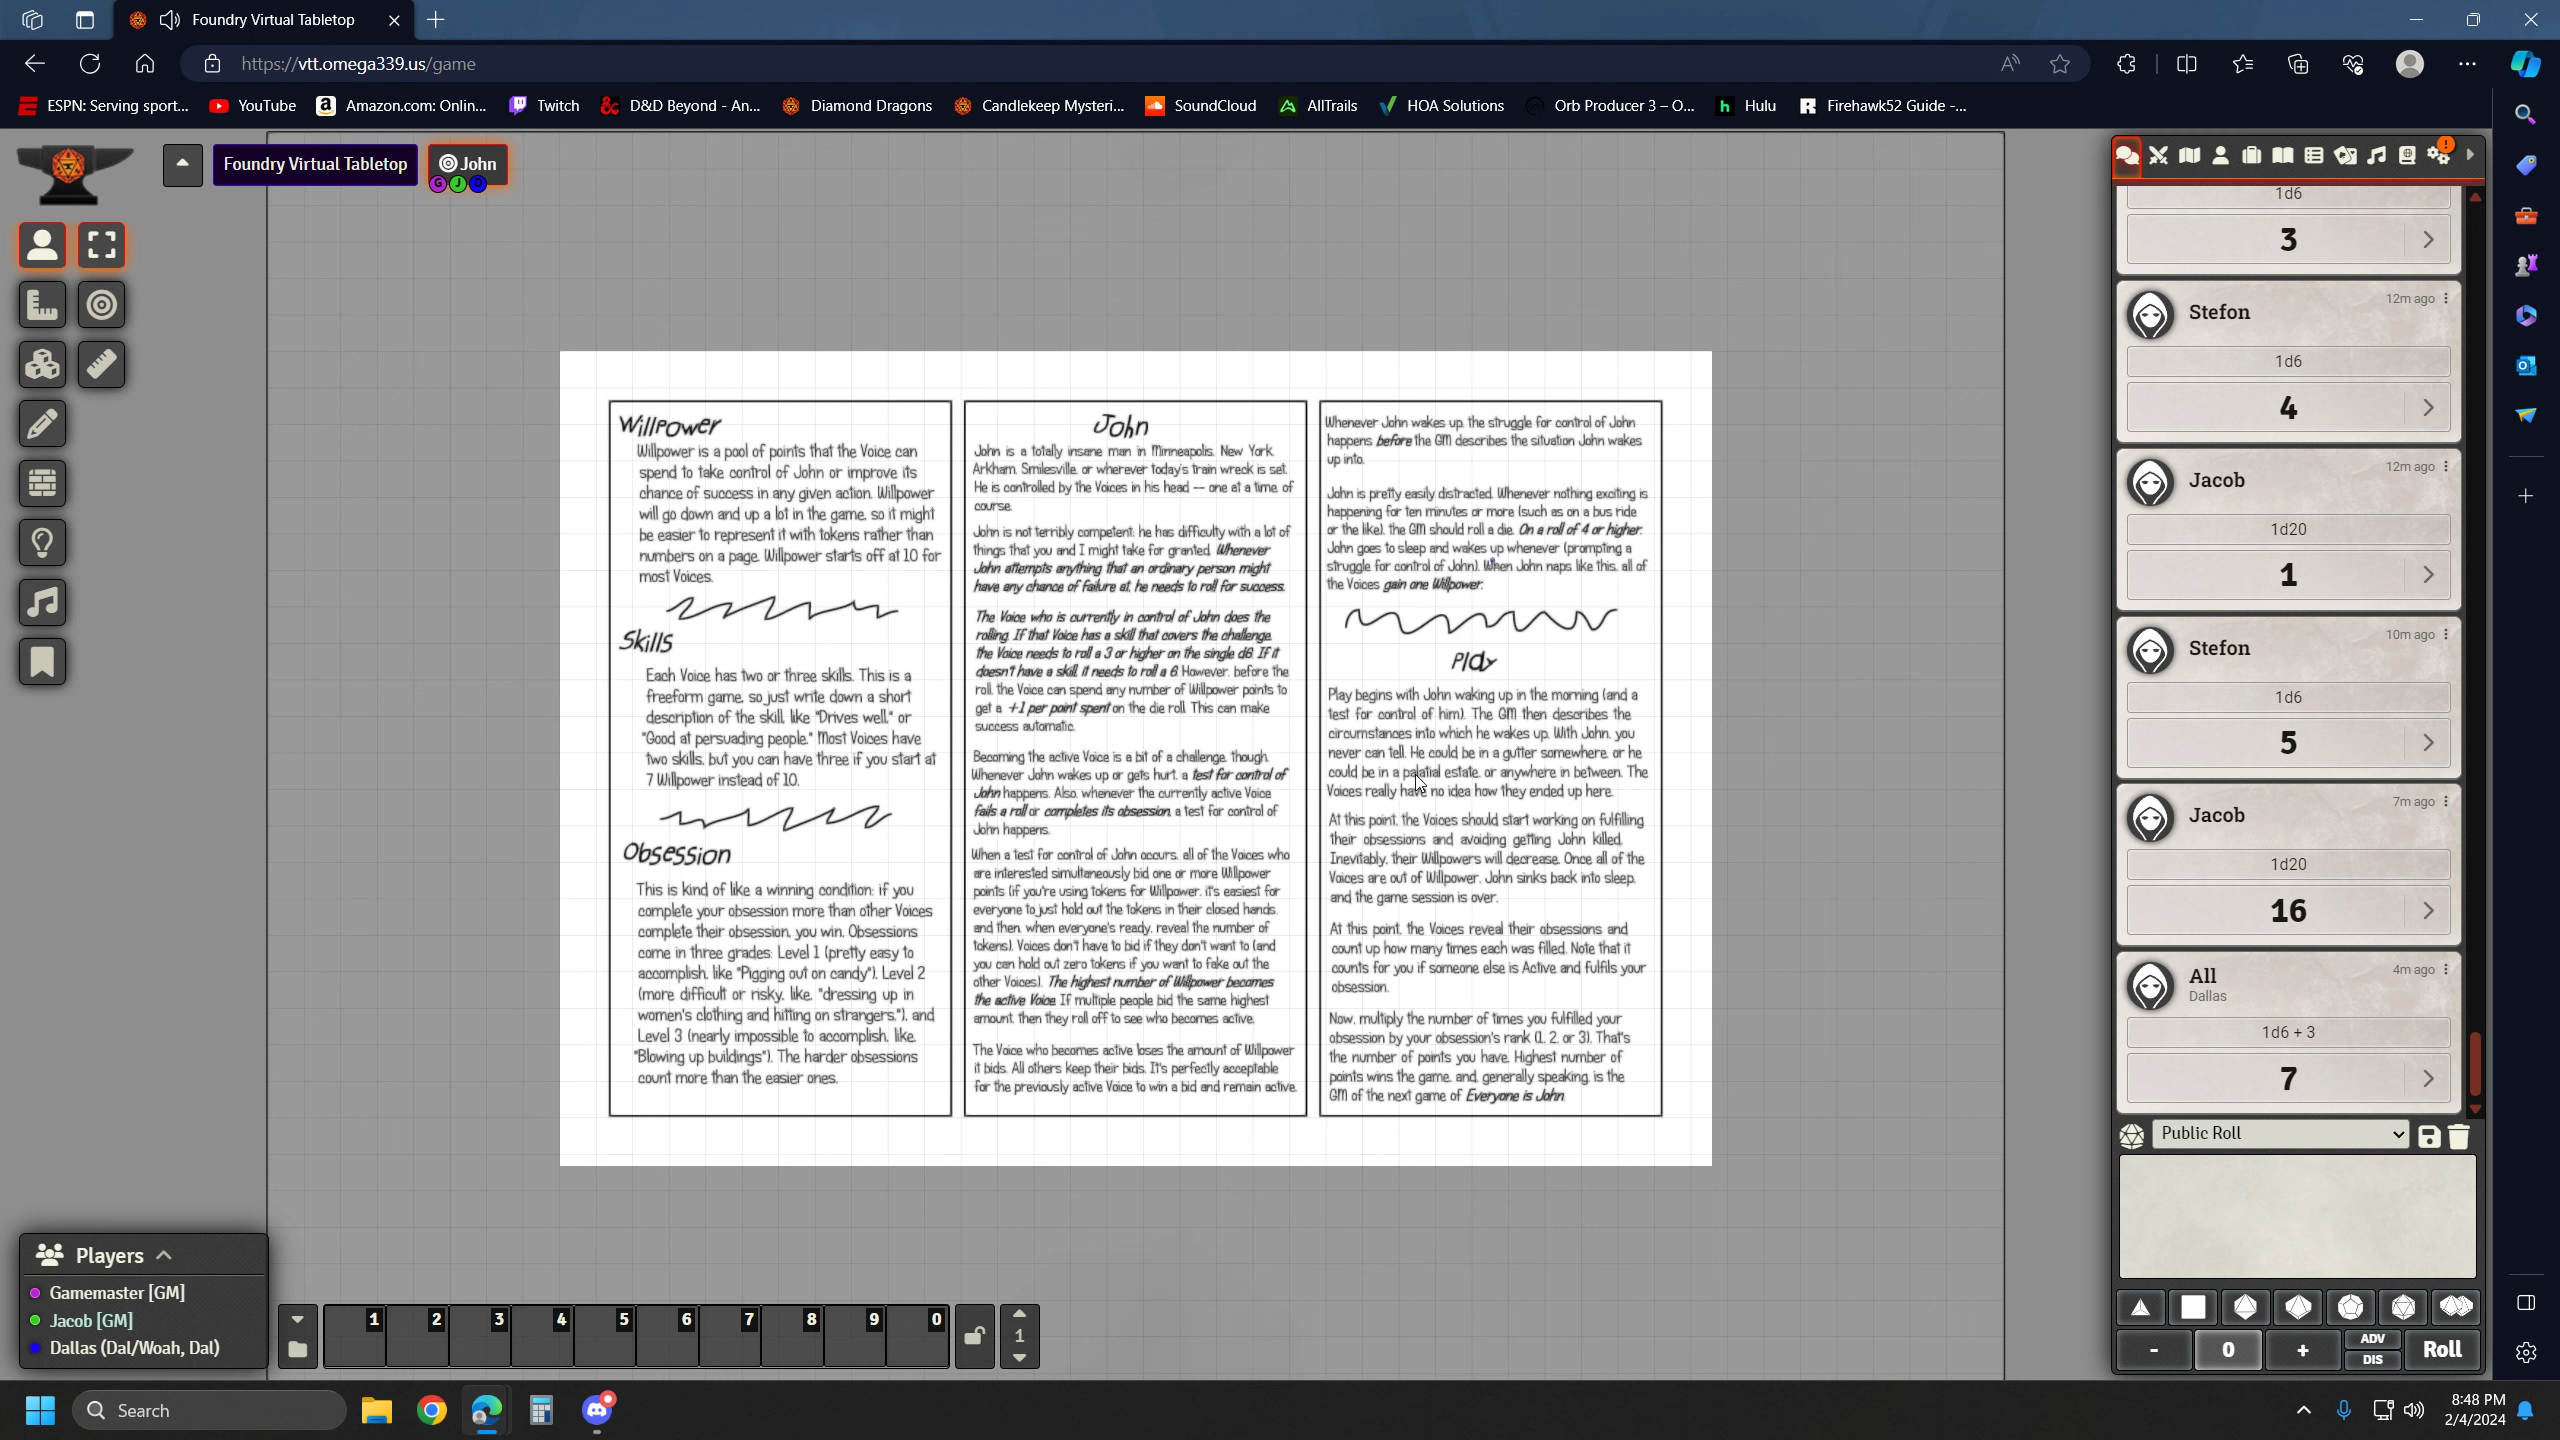 Foundry Virtual Tabletop
https://vtt.omega339.us/game
ESPN: Serving sport...
YouTube
Amazon.com: Onlin...
Twitch
D&D Beyond - An...
Diamond Dragons
Candlekeep Mysteri...
SoundCloud
AllTrails
HOA Solutions
Orb Producer 3 – O...
Hulu
Firehawk52 Guide -...
Foundry Virtual Tabletop
John
G J D
Willpower
Willpower is a pool of points that the Voice can
spend to take control of John or improve its
chance of success in any given action. Willpower
will go down and up a lot in the game, so it might
be easier to represent it with tokens rather than
numbers on a page. Willpower starts off at 10 for
most Voices.
Skills
Each Voice has two or three skills. This is a
freeform game, so just write down a short
description of the skill, like "Drives well," or
"Good at persuading people." Most Voices have
two skills, but you can have three if you start at
7 Willpower instead of 10.
Obsession
This is kind of like a winning condition: if you
complete your obsession more than other Voices
complete their obsession, you win. Obsessions
come in three grades: Level 1 (pretty easy to
accomplish, like "Pigging out on candy"), Level 2
(more difficult or risky, like, "dressing up in
women's clothing and hitting on strangers,"), and
Level 3 (nearly impossible to accomplish, like,
"Blowing up buildings"). The harder obsessions
count more than the easier ones.
John
John is a totally insane man in Minneapolis, New York,
Arkham, Smilesville, or wherever today's train wreck is set.
He is controlled by the Voices in his head -- one at a time, of
course.
John is not terribly competent; he has difficulty with a lot of
things that you and I might take for granted. Whenever
John attempts anything that an ordinary person might
have any chance of failure at, he needs to roll for success.
The Voice who is currently in control of John does the
rolling. If that Voice has a skill that covers the challenge,
the Voice needs to roll a 3 or higher on the single d6. If it
doesn't have a skill, it needs to roll a 6. However, before the
roll, the Voice can spend any number of Willpower points to
get a +1 per point spent on the die roll. This can make
success automatic.
Becoming the active Voice is a bit of a challenge, though.
Whenever John wakes up or gets hurt, a test for control of
John happens. Also, whenever the currently active Voice
fails a roll or completes its obsession, a test for control of
John happens.
When a test for control of John occurs, all of the Voices who
are interested simultaneously bid one or more Willpower
points (if you're using tokens for Willpower, it's easiest for
everyone to just hold out the tokens in their closed hands,
and then, when everyone's ready, reveal the number of
tokens). Voices don't have to bid if they don't want to (and
you can hold out zero tokens if you want to fake out the
other Voices). The highest number of Willpower becomes
the active Voice. If multiple people bid the same highest
amount, then they roll off to see who becomes active.
The Voice who becomes active loses the amount of Willpower
it bids. All others keep their bids. It's perfectly acceptable
for the previously active Voice to win a bid and remain active.
Whenever John wakes up, the struggle for control of John
happens before the GM describes the situation John wakes
up into.
John is pretty easily distracted. Whenever nothing exciting is
happening for ten minutes or more (such as on a bus ride
or the like), the GM should roll a die. On a roll of 4 or higher,
John goes to sleep and wakes up whenever (prompting a
struggle for control of John). When John naps like this, all of
the Voices gain one Willpower.
Play
Play begins with John waking up in the morning (and a
test for control of him). The GM then describes the
circumstances into which he wakes up. With John, you
never can tell. He could be in a gutter somewhere, or he
could be in a palatial estate, or anywhere in between. The
Voices really have no idea how they ended up here.
At this point, the Voices should start working on fulfilling
their obsessions and avoiding getting John killed.
Inevitably, their Willpowers will decrease. Once all of the
Voices are out of Willpower, John sinks back into sleep,
and the game session is over.
At this point, the Voices reveal their obsessions and
count up how many times each was filled. Note that it
counts for you if someone else is Active and fulfils your
obsession.
Now, multiply the number of times you fulfilled your
obsession by your obsession's rank (1, 2, or 3). That's
the number of points you have. Highest number of
points wins the game, and, generally speaking, is the
GM of the next game of Everyone is John.
1d6
3
Stefon
12m ago
1d6
4
Jacob
12m ago
1d20
1
Stefon
10m ago
1d6
5
Jacob
7m ago
1d20
16
All
4m ago
Dallas
1d6 + 3
7
Public Roll
- 0 + ADV DIS Roll
Players
Gamemaster [GM]
Jacob [GM]
Dallas (Dal/Woah, Dal)
1 2 3 4 5 6 7 8 9 0
1
Search
8:48 PM
2/4/2024